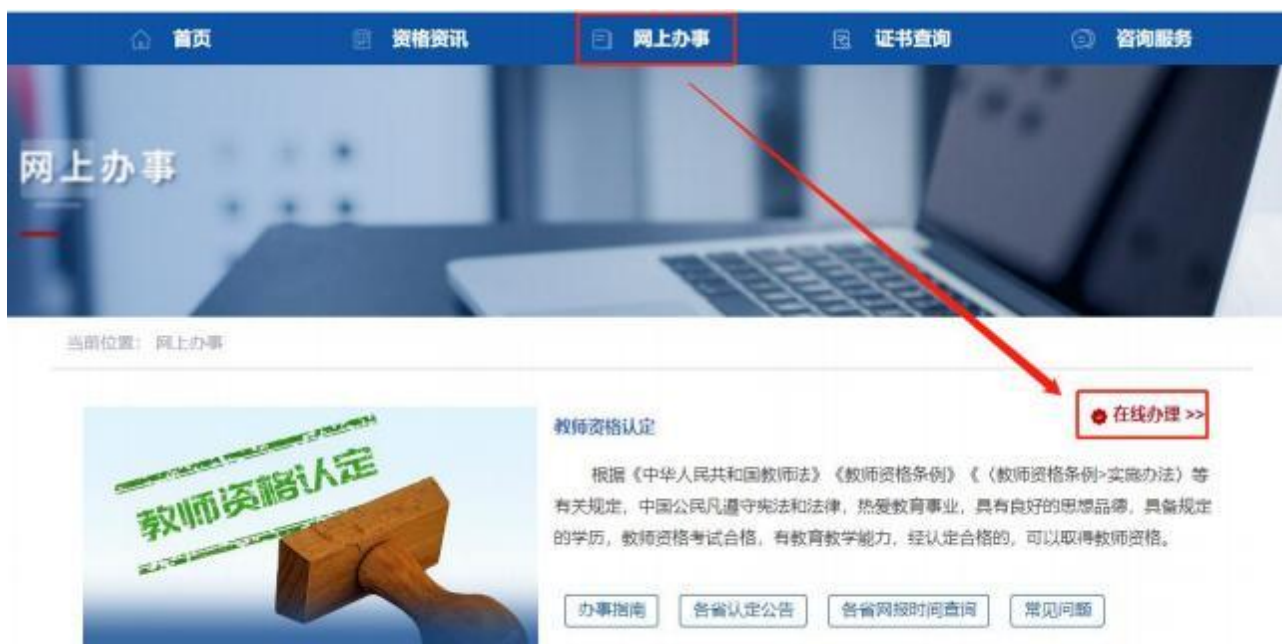 首页 资格资讯 网上办事 证书查询 咨询服务
网上办事
当前位置: 网上办事
教师资格认定
教师资格认定
在线办理 >>
根据《中华人民共和国教师法》《教师资格条例》《〈教师资格条例>实施办法）等
有关规定，中国公民凡遵守宪法和法律，热爱教育事业，具有良好的思想品德，具备规定
的学历，教师资格考试合格，有教育教学能力，经认定合格的，可以取得教师资格。
办事指南 各省认定公告 各省网报时间查询 常见问题